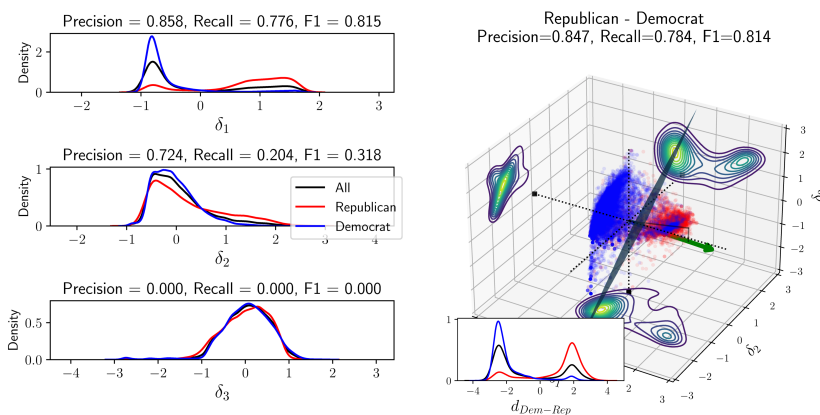 Precision = 0.858, Recall = 0.776, F1 = 0.815
Density
2
0
−2 −1 0 1 2 3
δ1
Precision = 0.724, Recall = 0.204, F1 = 0.318
Density
1
0
All
Republican
Democrat
−2 0 2 4
δ2
Precision = 0.000, Recall = 0.000, F1 = 0.000
Density
0.5
0.0
−4 −3 −2 −1 0 1 2 3
δ3
Republican - Democrat
Precision=0.847, Recall=0.784, F1=0.814
3
2
1
0
−1
−2
−3
3
2
1
0
−1
−2
−3
δ2
3
1
0
−4 −2 0 2 4
dDem−Rep